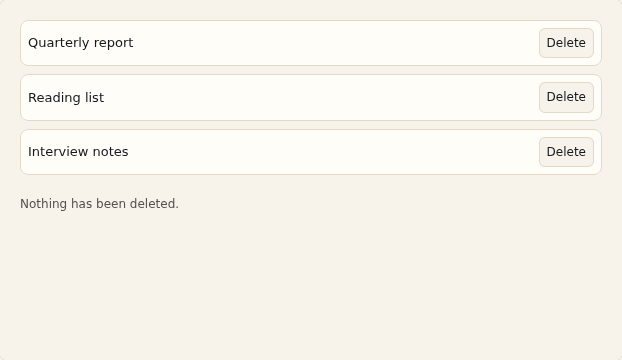 Quarterly report
Delete
Reading list
Delete
Interview notes
Delete
Nothing has been deleted.